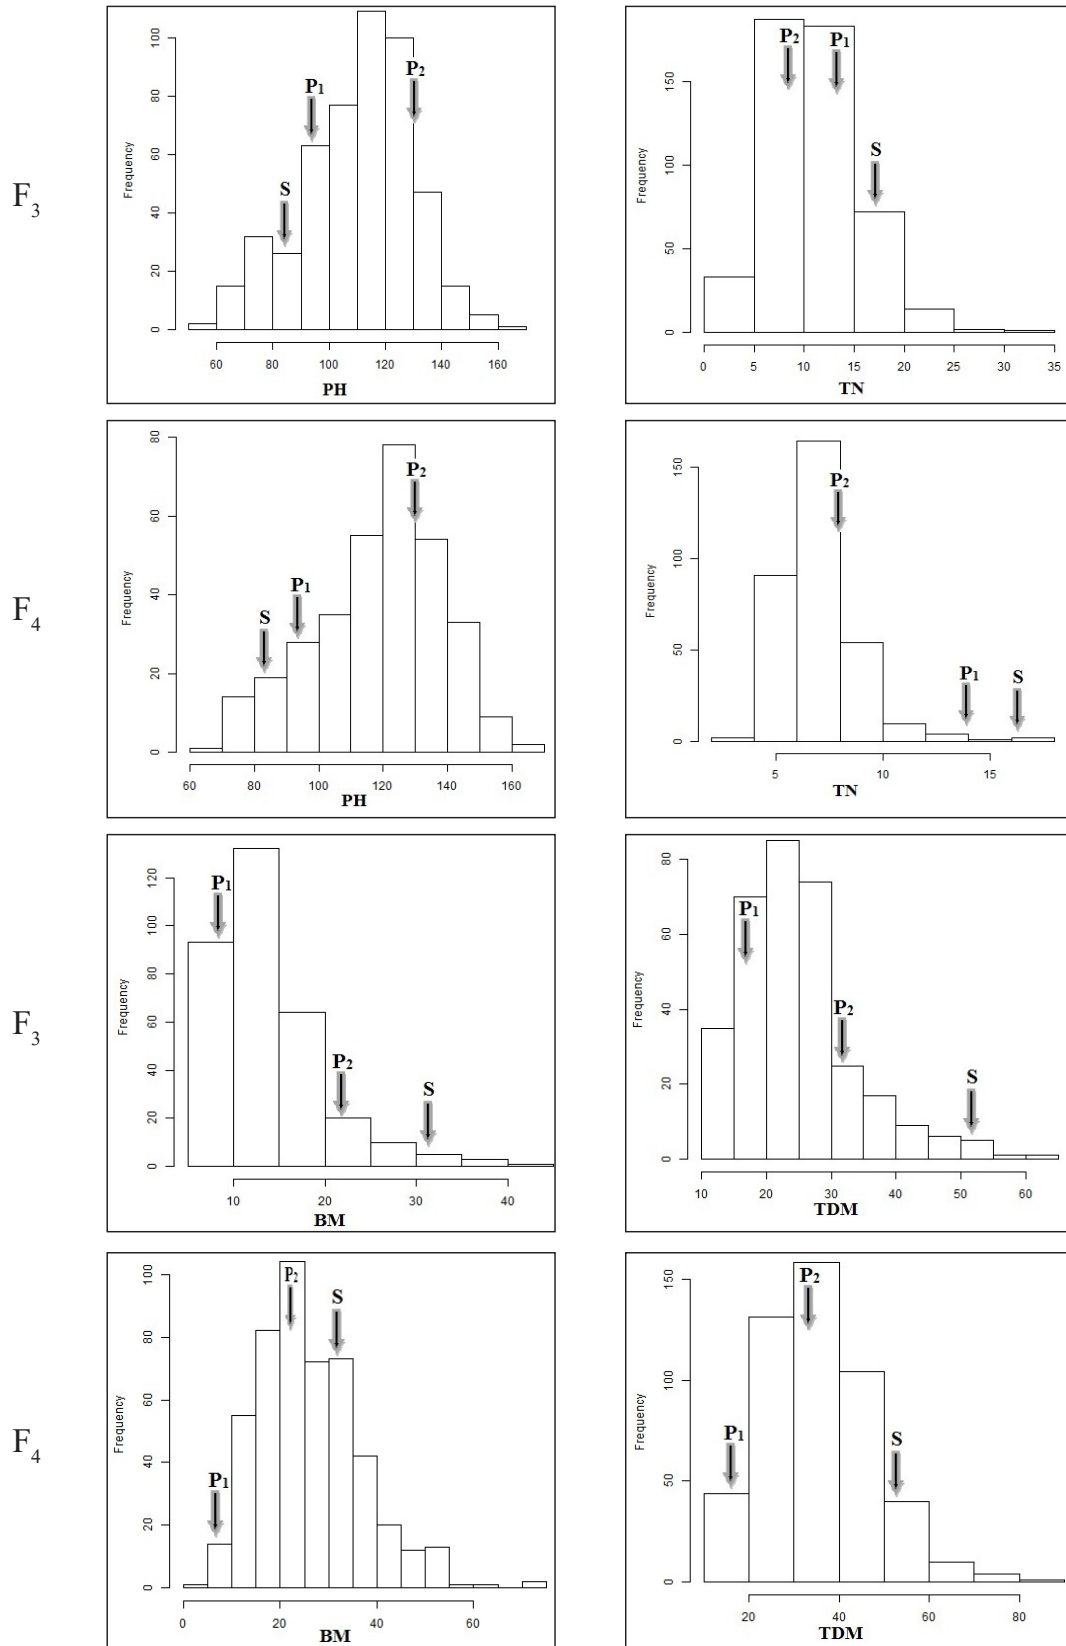 F3
Frequency
0 20 40 60 80 100
S
P1
P2
60 80 100 120 140 160
PH
Frequency
0 50 100 150
P2
P1
S
0 5 10 15 20 25 30 35
TN
F4
Frequency
0 20 40 60 80
S
P1
P2
60 80 100 120 140 160
PH
Frequency
0 50 100 150
P2
P1
S
5 10 15
TN
F3
Frequency
0 20 40 60 80 100 120
P1
P2
S
10 20 30 40
BM
Frequency
0 20 40 60 80
P1
P2
S
10 20 30 40 50 60
TDM
F4
Frequency
0 20 40 60 80 100
P1
P2
S
0 20 40 60
BM
Frequency
0 50 100 150
P1
P2
S
20 40 60 80
TDM